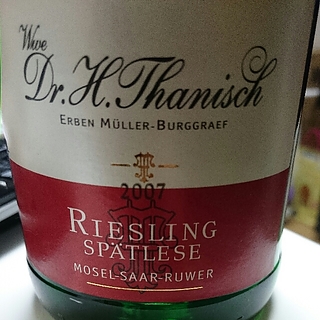 Wwe
Dr. H. Thanisch
ERBEN MÜLLER-BURGGRAEF
2007
RIESLING
SPÄTLESE
MOSEL-SAAR-RUWER